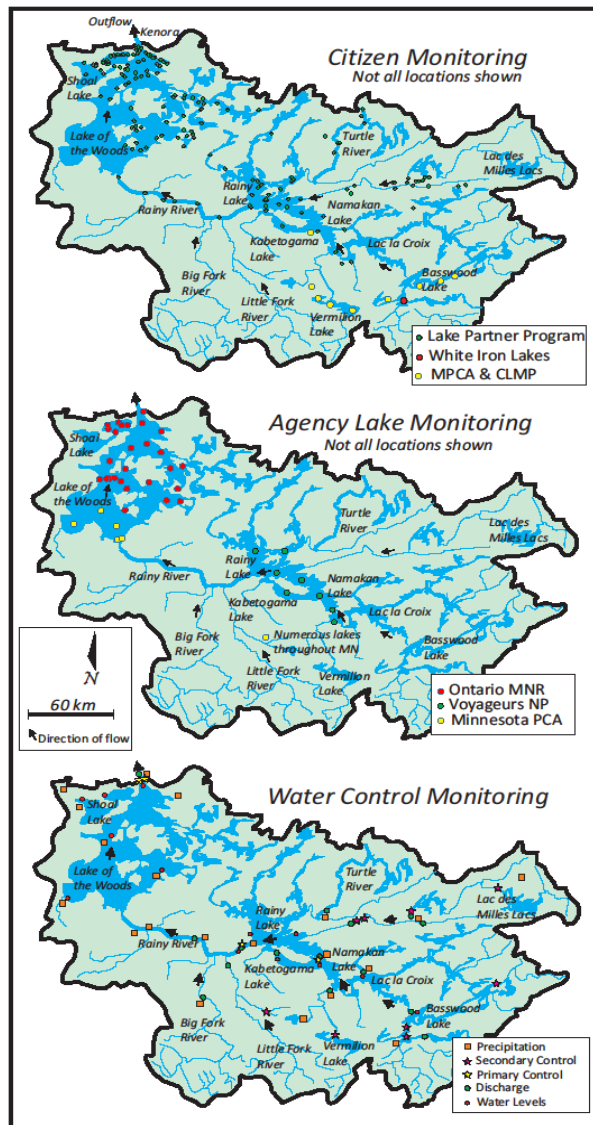 Outflow
Kenora
Citizen Monitoring
Not all locations shown
Shoal
Lake
Lake of
the Woods
Turtle
River
Lac des
Milles Lacs
Rainy
Lake
Rainy River
Namakan
Lake
Kabetogama
Lake
Lac la Croix
Big Fork
River
Basswood
Lake
Little Fork
River
Vermilion
Lake
Lake Partner Program
White Iron Lakes
MPCA & CLMP
Agency Lake Monitoring
Not all locations shown
Shoal
Lake
Lake of
the Woods
Turtle
River
Lac des
Milles Lacs
Rainy
Lake
Rainy River
Namakan
Lake
Kabetogama
Lake
Lac la Croix
Big Fork
River
Numerous lakes
throughout MN
Basswood
Lake
Little Fork
River
Vermilion
Lake
N
60 km
Direction of flow
Ontario MNR
Voyageurs NP
Minnesota PCA
Water Control Monitoring
Shoal
Lake
Lake of
the Woods
Turtle
River
Lac des
Milles Lacs
Rainy
Lake
Rainy River
Namakan
Lake
Kabetogama
Lake
Lac la Croix
Basswood
Lake
Big Fork
River
Little Fork
River
Vermilion
Lake
Precipitation
Secondary Control
Primary Control
Discharge
Water Levels